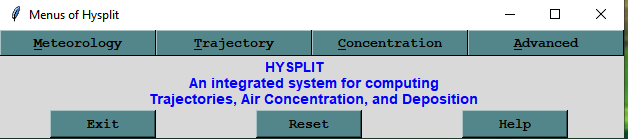 Menus of Hysplit
Meteorology Trajectory Concentration Advanced
HYSPLIT
An integrated system for computing
Trajectories, Air Concentration, and Deposition
Exit Reset Help